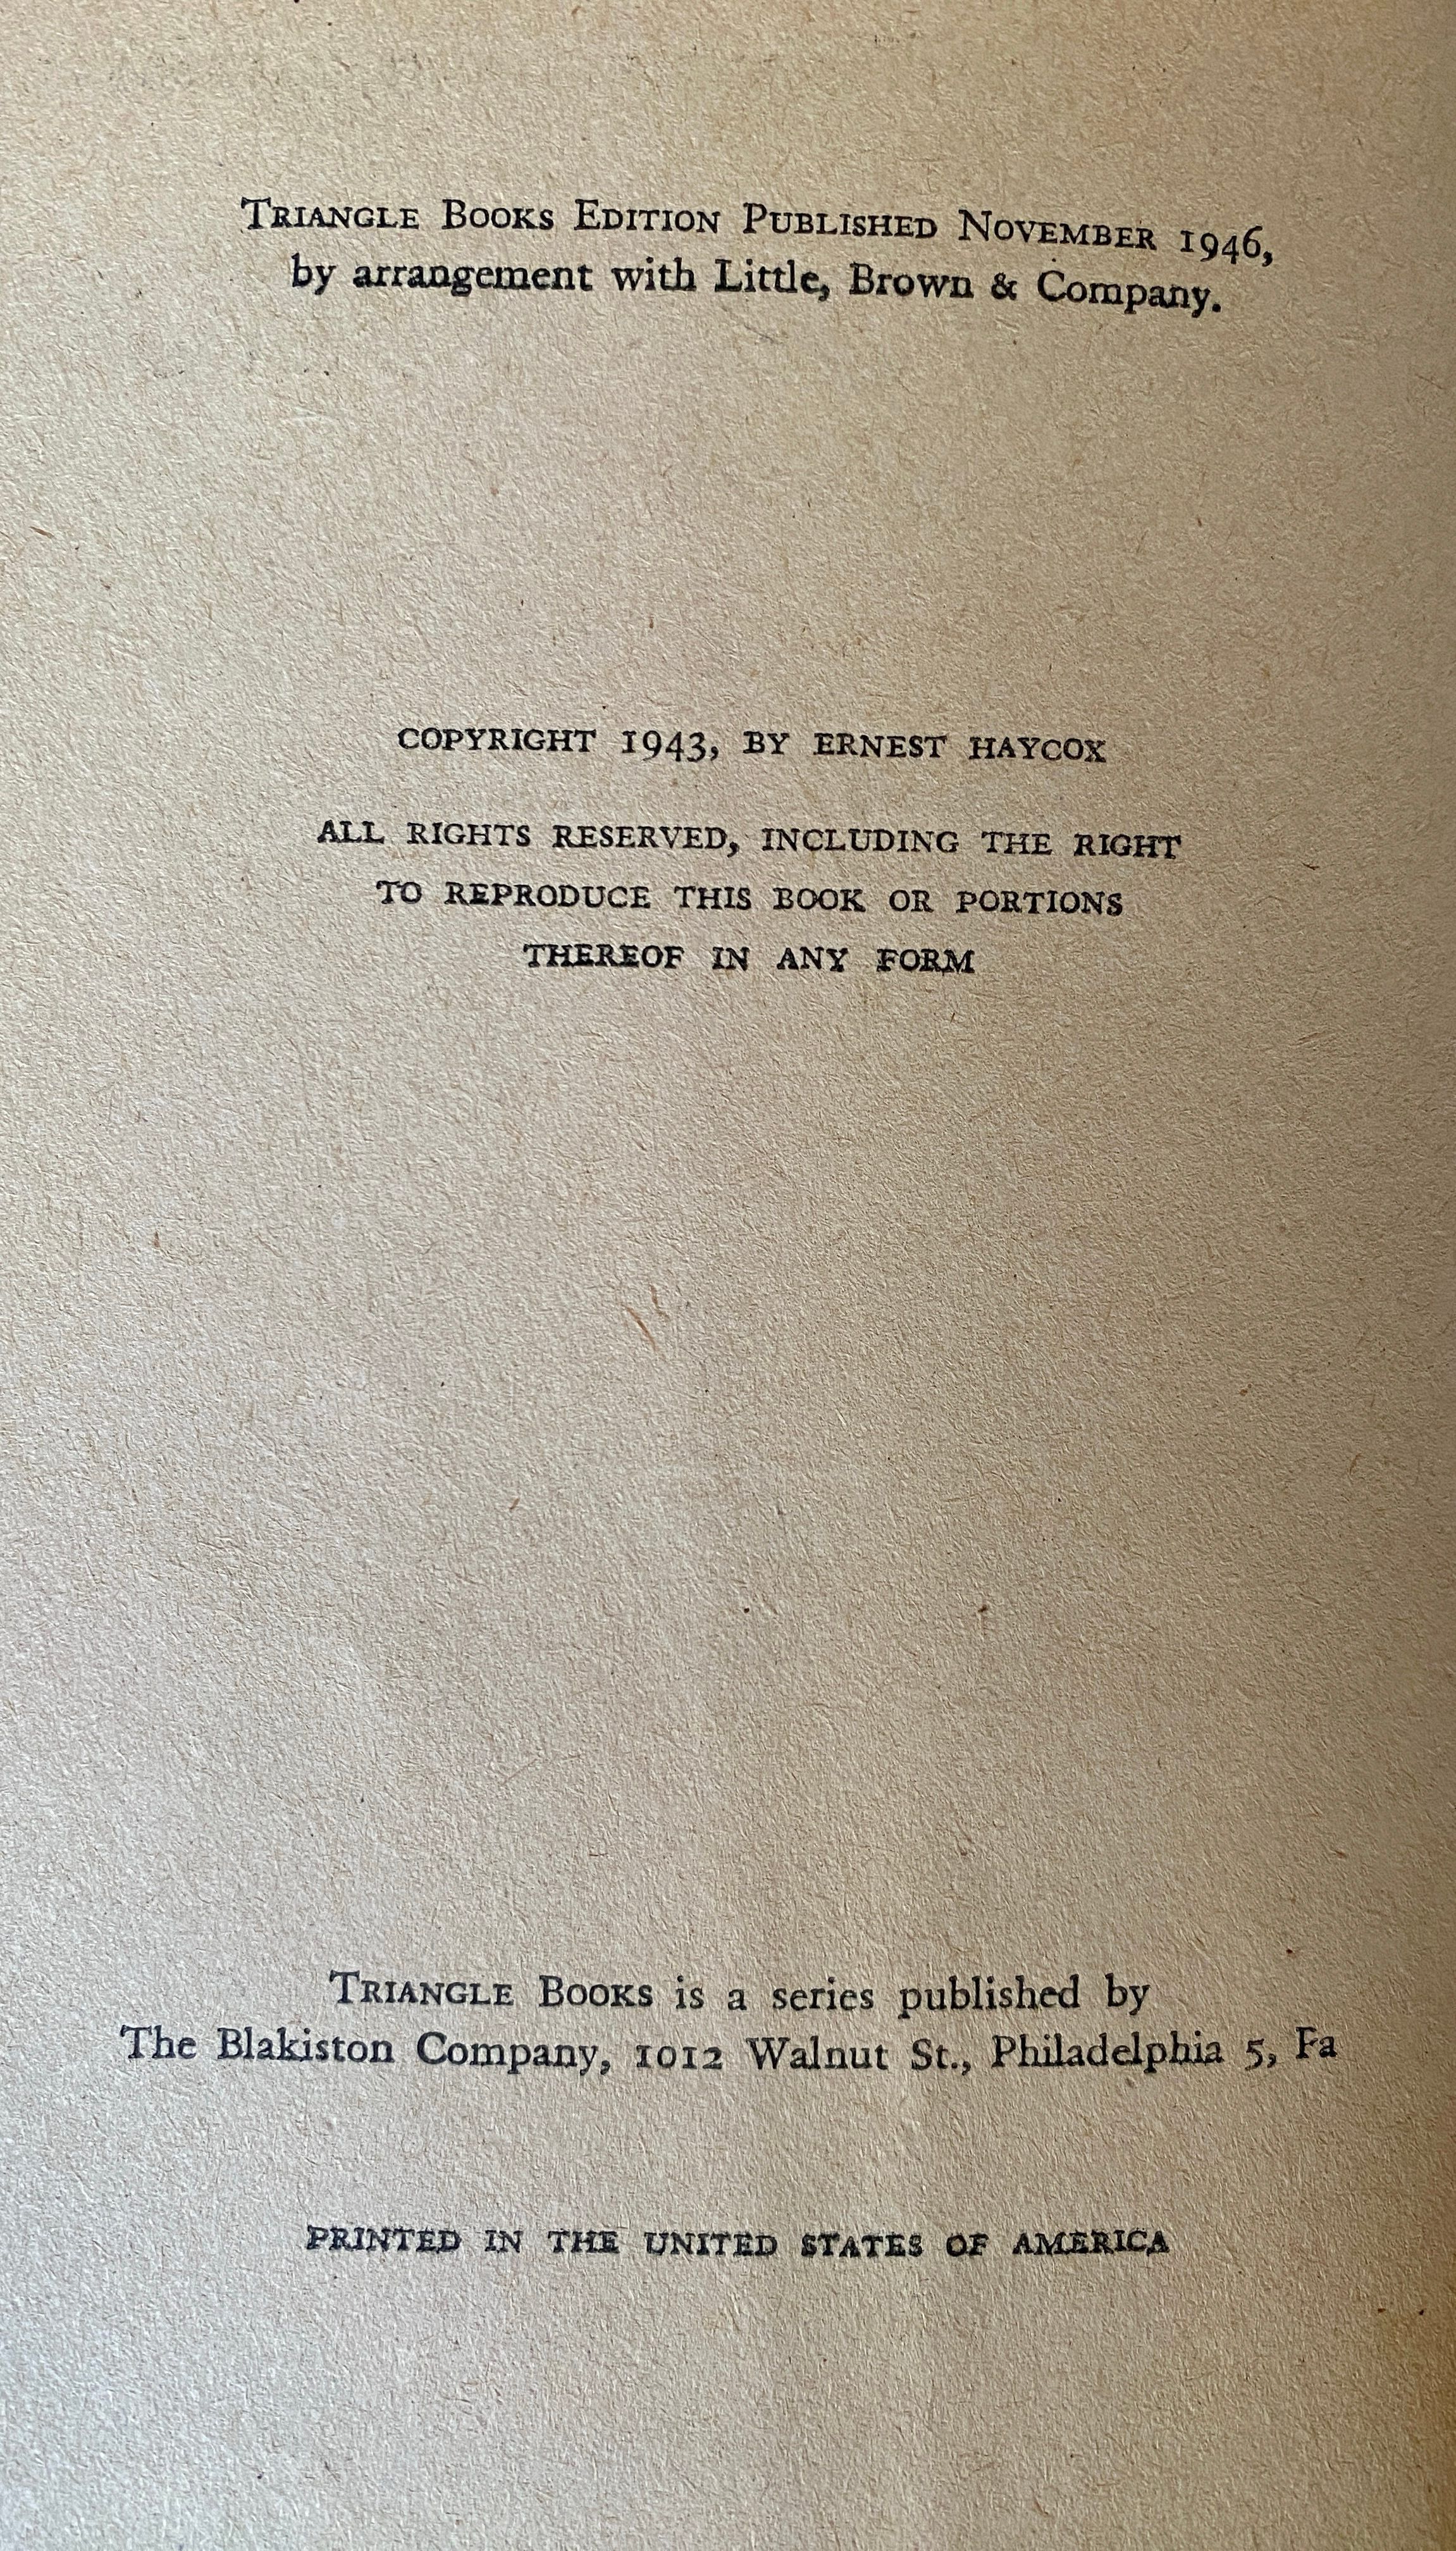 TRIANGLE BOOKS EDITION PUBLISHED NOVEMBER 1946,
by arrangement with Little, Brown & Company.
COPYRIGHT 1943, BY ERNEST HAYCOX
ALL RIGHTS RESERVED, INCLUDING THE RIGHT
TO REPRODUCE THIS BOOK OR PORTIONS
THEREOF IN ANY FORM
TRIANGLE BOOKS is a series published by
The Blakiston Company, 1012 Walnut St., Philadelphia 5, Fa
PRINTED IN THE UNITED STATES OF AMERICA